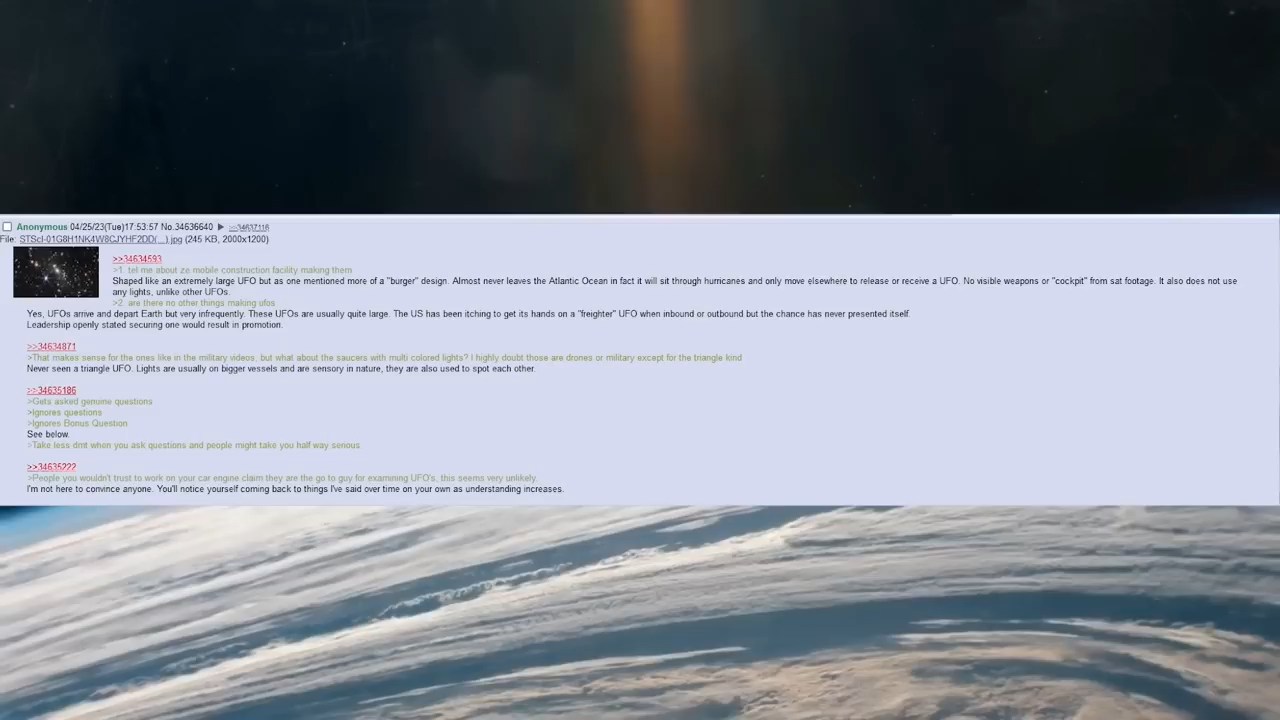 Anonymous 04/25/23(Tue)17:53:57 No.34636640 ▶ >>34637116
File: STScI-01G8H1NK4W8CJYHF2DD(...).jpg (245 KB, 2000x1200)
>>34634593
>1. tell me about ze mobile construction facility making them
Shaped like an extremely large UFO but as one mentioned more of a "burger" design. Almost never leaves the Atlantic Ocean in fact it will sit through hurricanes and only move elsewhere to release or receive a UFO. No visible weapons or "cockpit" from sat footage. It also does not use
any lights, unlike other UFOs.
>2. are there no other things making ufos
Yes, UFOs arrive and depart Earth but very infrequently. These UFOs are usually quite large. The US has been itching to get its hands on a "freighter" UFO when inbound or outbound but the chance has never presented itself.
Leadership openly stated securing one would result in promotion.
>>34634871
>That makes sense for the ones like in the military videos, but what about the saucers with multi colored lights? I highly doubt those are drones or military except for the triangle kind
Never seen a triangle UFO. Lights are usually on bigger vessels and are sensory in nature, they are also used to spot each other.
>>34635186
>Gets asked genuine questions
>Ignores questions
>Ignores Bonus Question
See below.
>Take less dmt when you ask questions and people might take you half way serious
>>34635222
>People you wouldn't trust to work on your car engine claim they are the go to guy for examining UFO's, this seems very unlikely.
I'm not here to convince anyone. You'll notice yourself coming back to things I've said over time on your own as understanding increases.